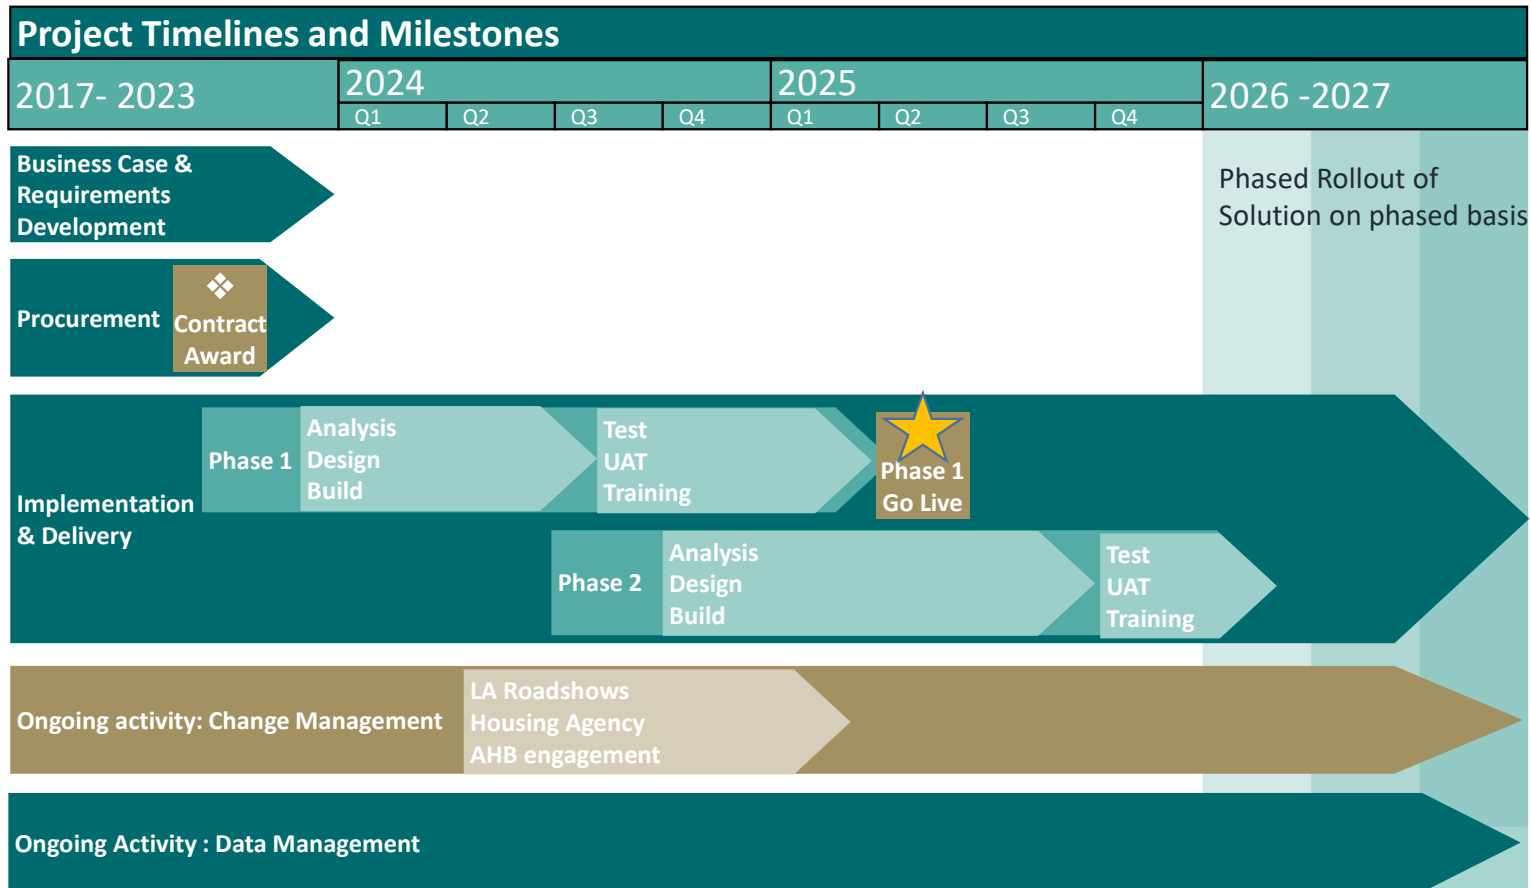 Project Timelines and Milestones
2017- 2023
2024
2025
2026 -2027
Q1
Q2
Q3
Q4
Q1
Q2
Q3
Q4
Business Case &
Requirements
Development
Phased Rollout of
Solution on phased basis
Procurement
Contract
Award
Implementation
& Delivery
Phase 1
Analysis
Design
Build
Test
UAT
Training
Phase 1
Go Live
Phase 2
Analysis
Design
Build
Test
UAT
Training
Ongoing activity: Change Management
LA Roadshows
Housing Agency
AHB engagement
Ongoing Activity : Data Management